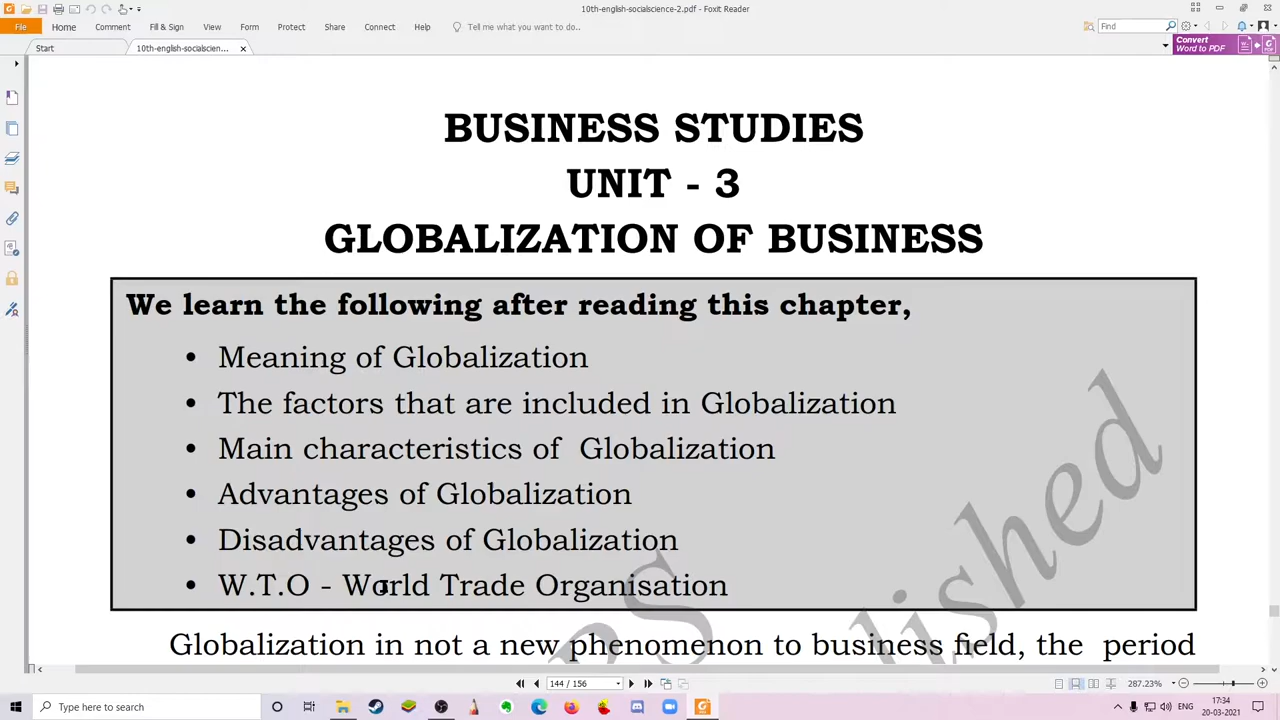 10th-english-socialscience-2.pdf - Foxit Reader
File Home Comment Fill & Sign View Form Protect Share Connect Help Tell me what you want to do.. Find
Start 10th-english-socialscien...
Convert
Word to PDF
BUSINESS STUDIES
UNIT - 3
GLOBALIZATION OF BUSINESS
We learn the following after reading this chapter,
• Meaning of Globalization
• The factors that are included in Globalization
• Main characteristics of Globalization
• Advantages of Globalization
• Disadvantages of Globalization
• W.T.O - World Trade Organisation
Globalization in not a new phenomenon to business field, the period
144 / 156
287.23%
Type here to search
ENG
17:34
20-03-2021